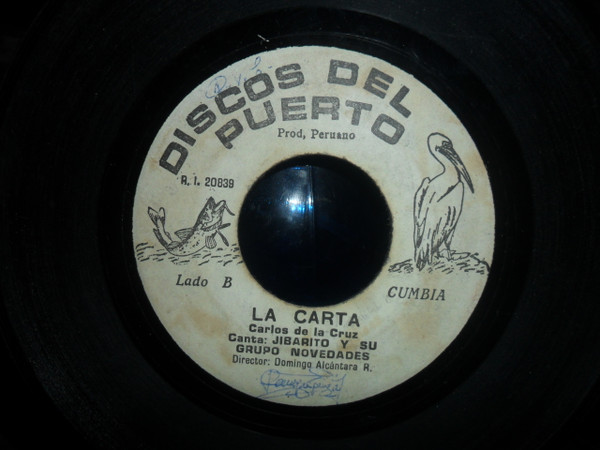 DISCOS DEL
PUERTO
Prod, Peruano
R. I. 20839
Lado B
CUMBIA
LA CARTA
Carlos de la Cruz
Canta: JIBARITO Y SU
GRUPO NOVEDADES
Director: Domingo Alcántara R.